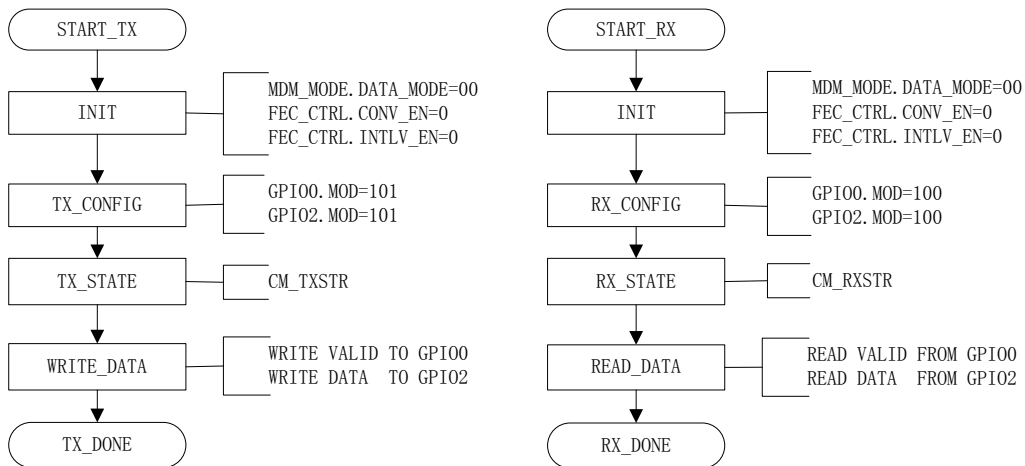 START_TX
INIT
MDM_MODE.DATA_MODE=00
FEC_CTRL.CONV_EN=0
FEC_CTRL.INTLV_EN=0
TX_CONFIG
GPIO0.MOD=101
GPIO2.MOD=101
TX_STATE
CM_TXSTR
WRITE_DATA
WRITE VALID TO GPIO0
WRITE DATA  TO GPIO2
TX_DONE
START_RX
INIT
MDM_MODE.DATA_MODE=00
FEC_CTRL.CONV_EN=0
FEC_CTRL.INTLV_EN=0
RX_CONFIG
GPIO0.MOD=100
GPIO2.MOD=100
RX_STATE
CM_RXSTR
READ_DATA
READ VALID FROM GPIO0
READ DATA  FROM GPIO2
RX_DONE